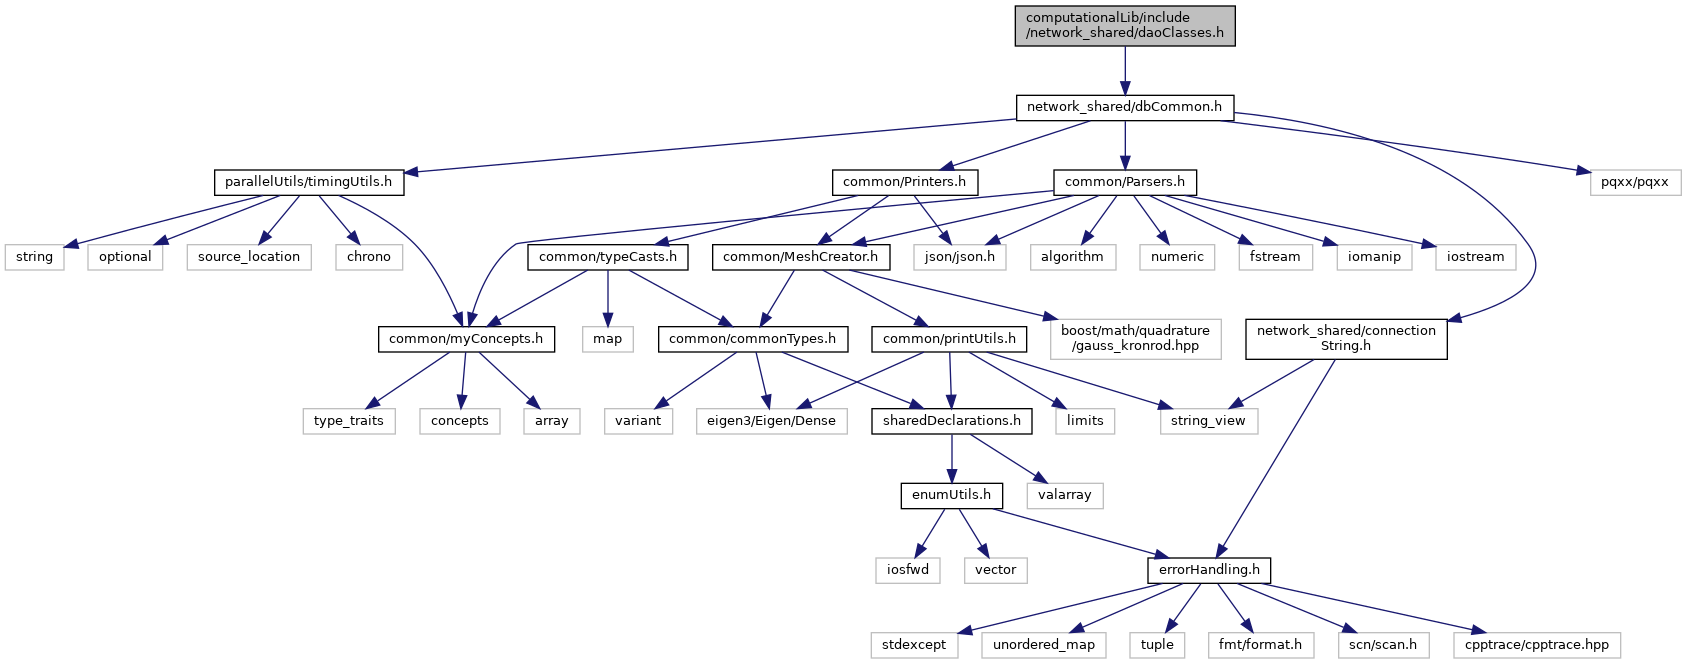 computationalLib/include
/network_shared/daoClasses.h
network_shared/dbCommon.h
parallelUtils/timingUtils.h
common/Printers.h
common/Parsers.h
pqxx/pqxx
string
optional
source_location
chrono
common/typeCasts.h
common/MeshCreator.h
json/json.h
algorithm
numeric
fstream
iomanip
iostream
common/myConcepts.h
map
common/commonTypes.h
common/printUtils.h
boost/math/quadrature
/gauss_kronrod.hpp
network_shared/connection
String.h
type_traits
concepts
array
variant
eigen3/Eigen/Dense
sharedDeclarations.h
limits
string_view
enumUtils.h
valarray
iosfwd
vector
errorHandling.h
stdexcept
unordered_map
tuple
fmt/format.h
scn/scan.h
cpptrace/cpptrace.hpp